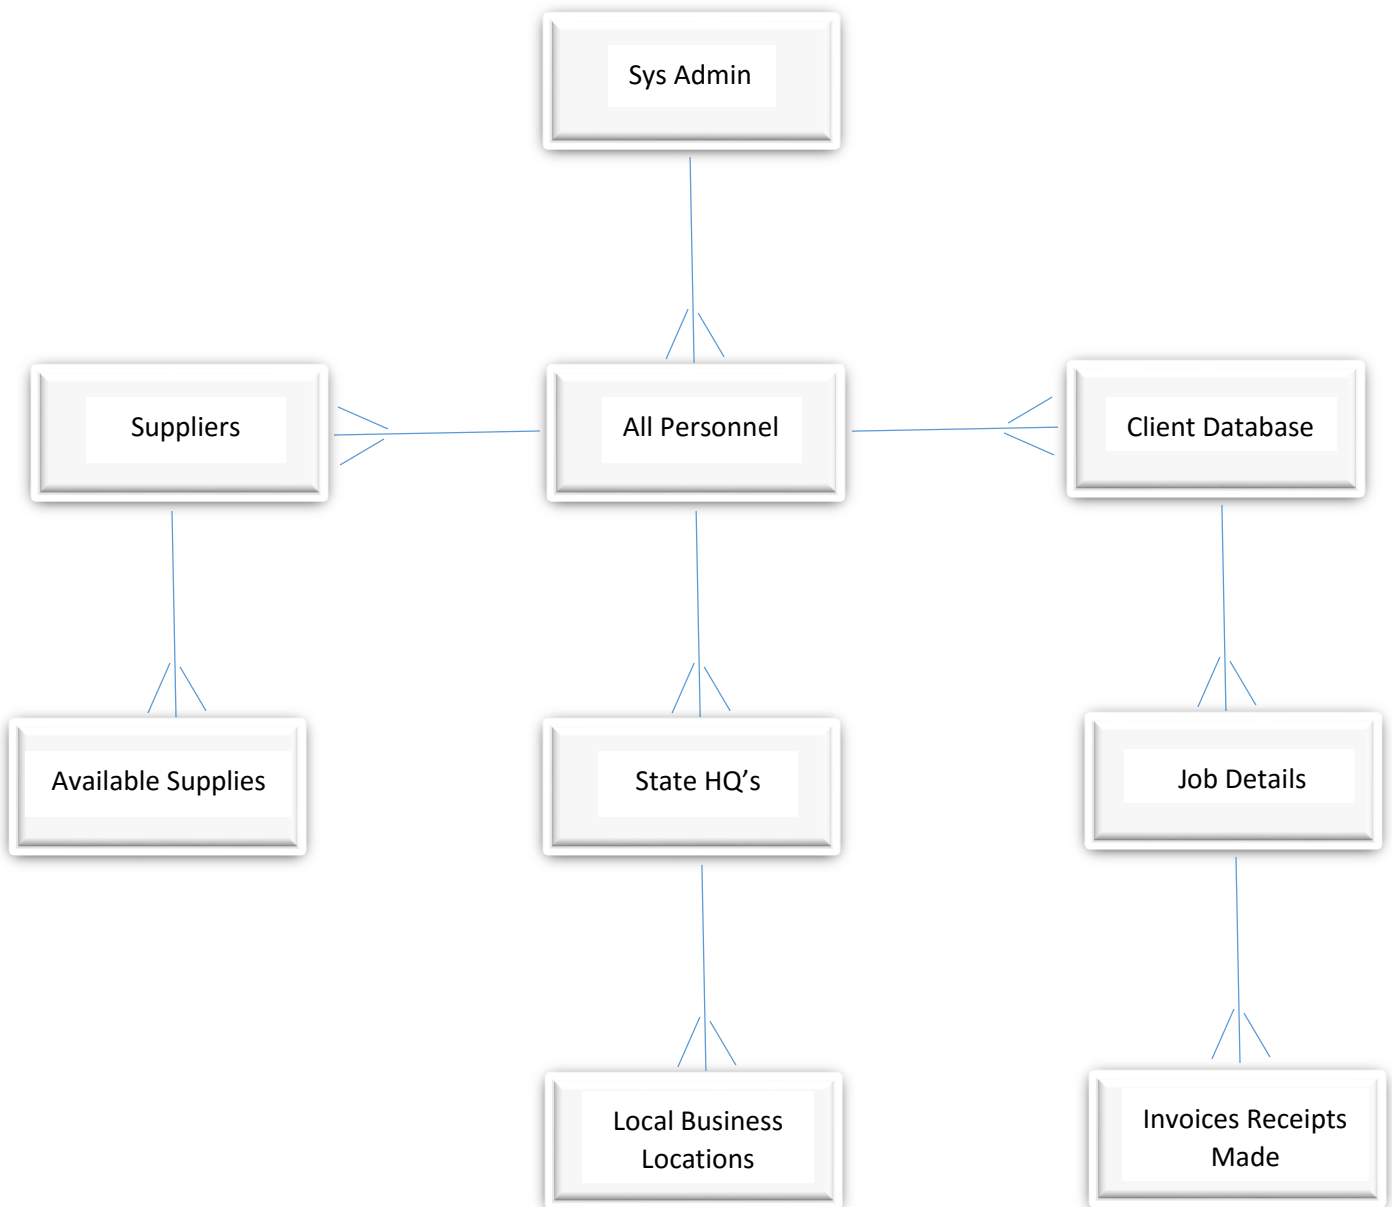 Sys Admin
Suppliers
All Personnel
Client Database
Available Supplies
State HQ’s
Job Details
Local Business
Locations
Invoices Receipts
Made